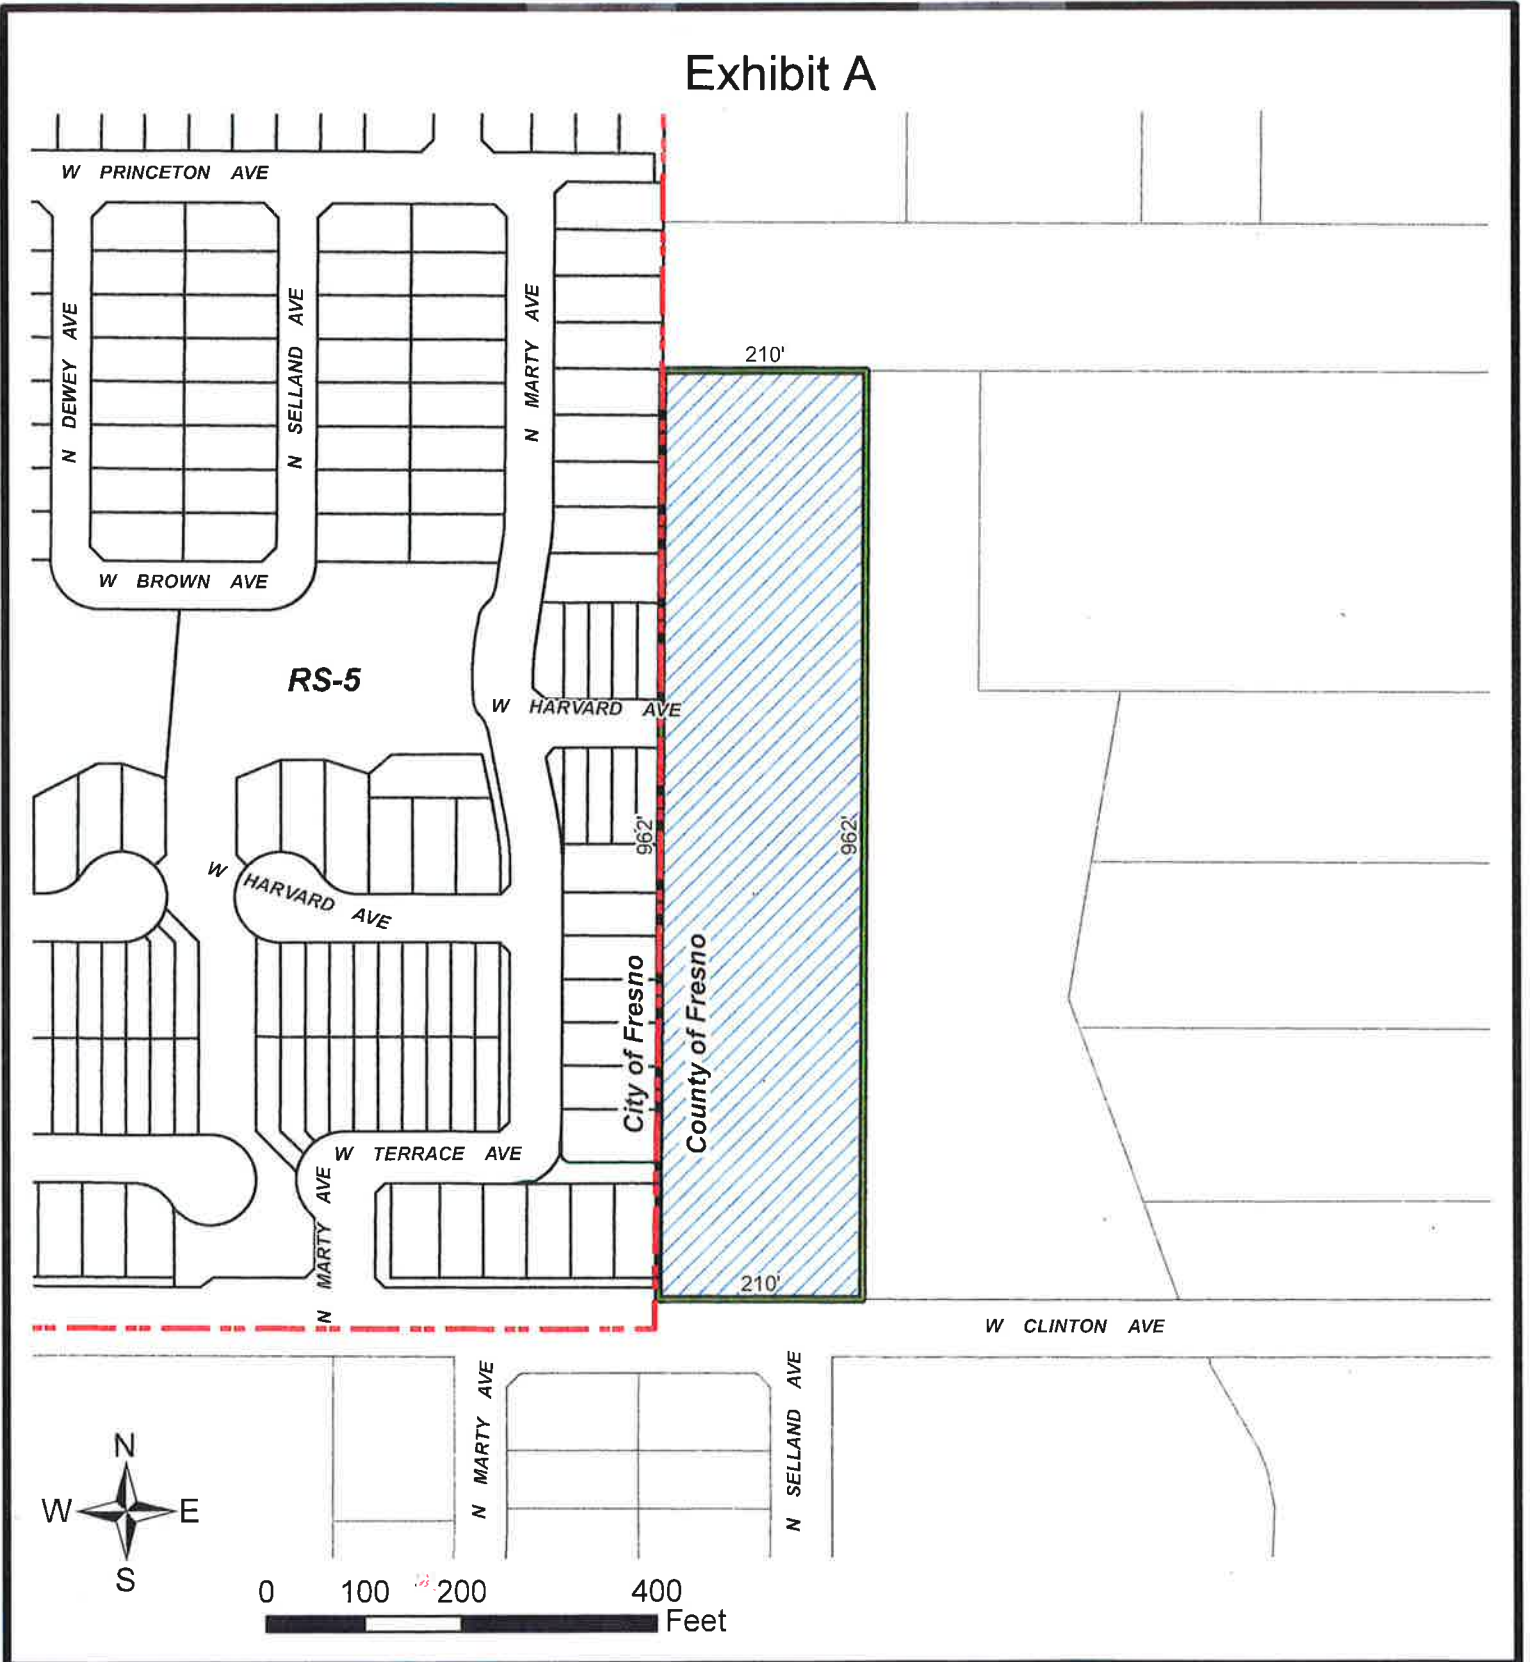 Exhibit A
W PRINCETON AVE
N DEWEY AVE
N SELLAND AVE
N MARTY AVE
210'
W BROWN AVE
RS-5
W HARVARD AVE
962'
962'
W HARVARD AVE
City of Fresno
County of Fresno
W TERRACE AVE
N MARTY AVE
210'
W CLINTON AVE
N MARTY AVE
N SELLAND AVE
N
W E
S
0 100 200 400
Feet